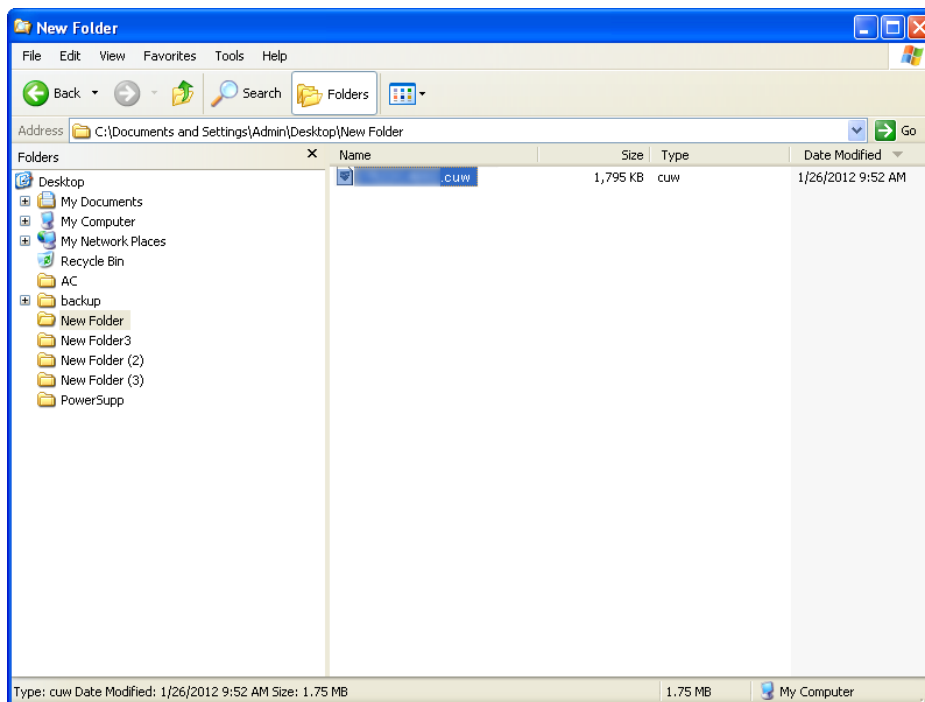 New Folder
File Edit View Favorites Tools Help
Back Search Folders
Address C:\Documents and Settings\Admin\Desktop\New Folder Go
Folders Name Size Type Date Modified
Desktop .cuw 1,795 KB cuw 1/26/2012 9:52 AM
My Documents
My Computer
My Network Places
Recycle Bin
AC
backup
New Folder
New Folder3
New Folder (2)
New Folder (3)
PowerSupp
Type: cuw Date Modified: 1/26/2012 9:52 AM Size: 1.75 MB 1.75 MB My Computer